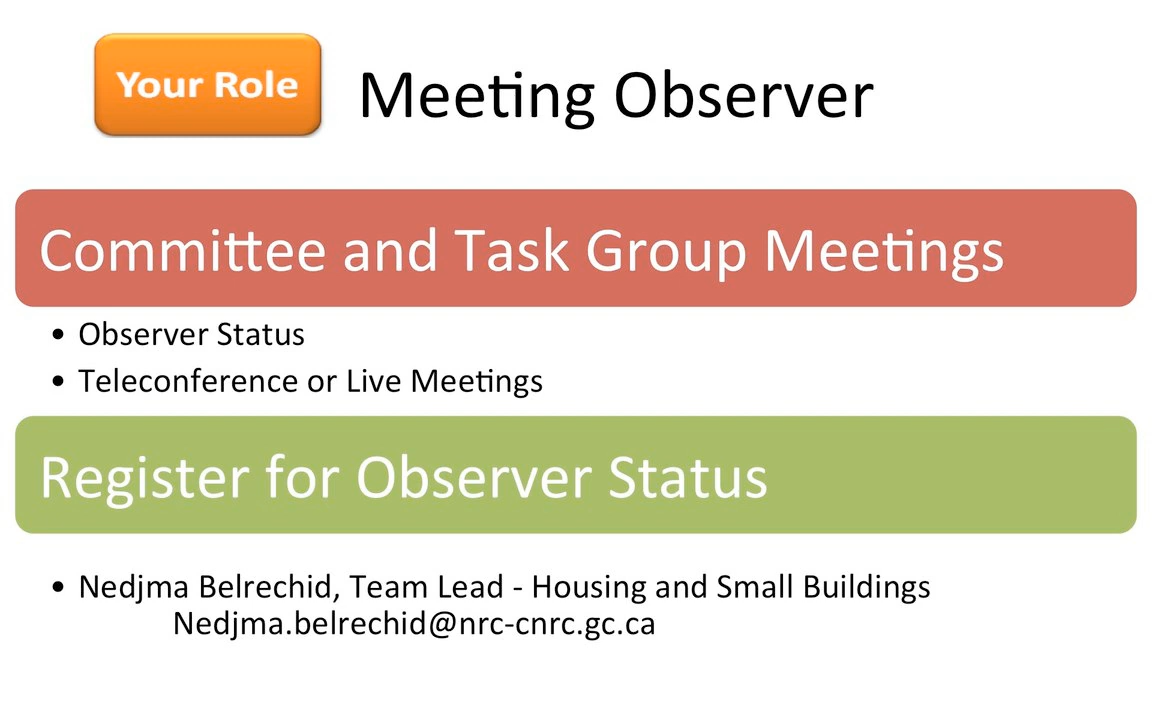 Your Role
Meeting Observer
Committee and Task Group Meetings
• Observer Status
• Teleconference or Live Meetings
Register for Observer Status
• Nedjma Belrechid, Team Lead - Housing and Small Buildings
Nedjma.belrechid@nrc-cnrc.gc.ca